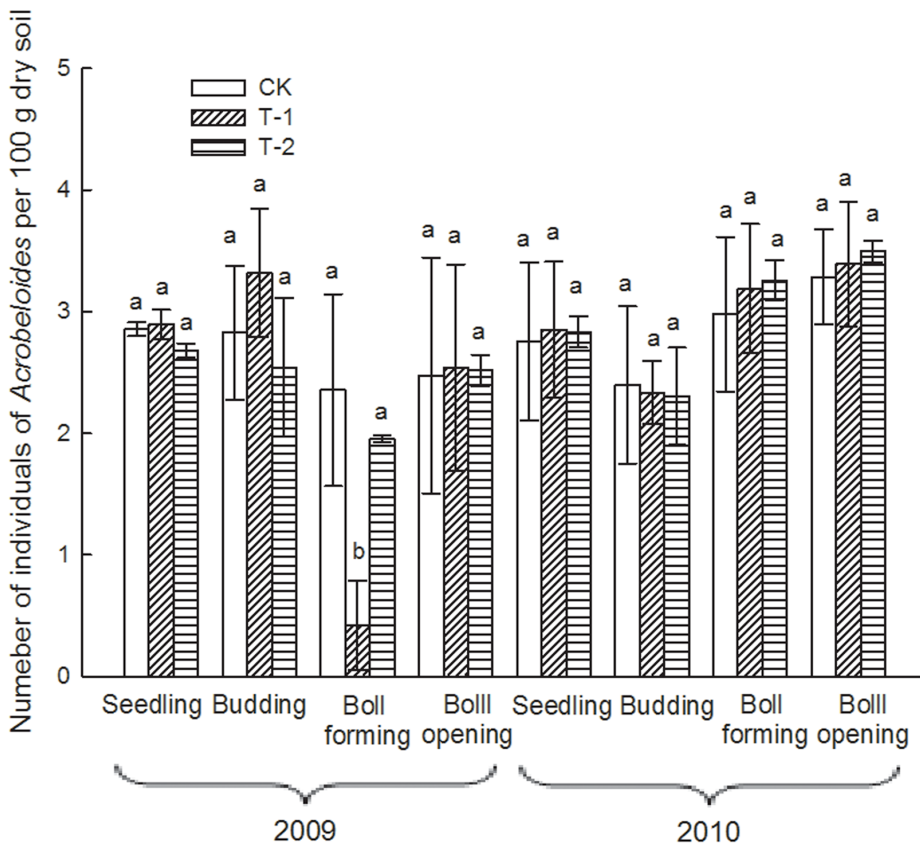 Numeber of individuals of Acrobeloides per 100 g dry soil
5
4
3
2
1
0
CK
T-1
T-2
a a a
a a a
a b a
a a a
a a a
a a a
a a a
a a a
Seedling Budding Boll forming Bolll opening Seedling Budding Boll forming Bolll opening
2009 2010